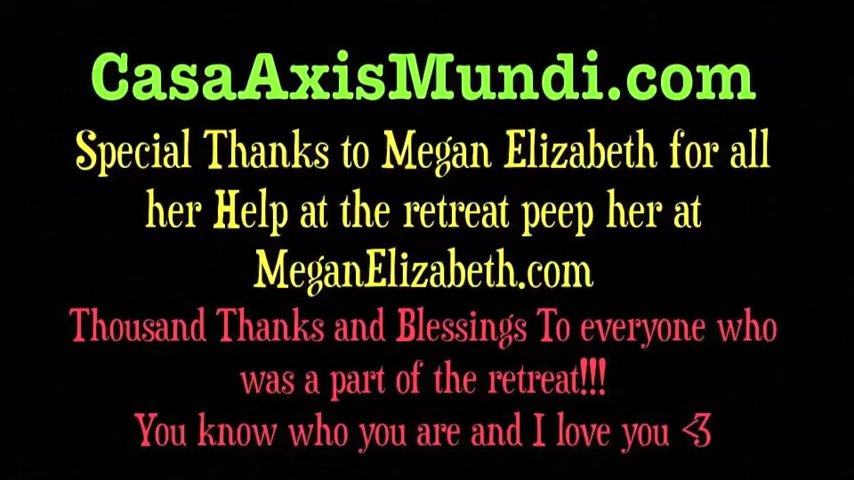 CasaAxisMundi.com
Special Thanks to Megan Elizabeth for all
her Help at the retreat peep her at
MeganElizabeth.com
Thousand Thanks and Blessings To everyone who
was a part of the retreat!!!
You know who you are and I love you <3